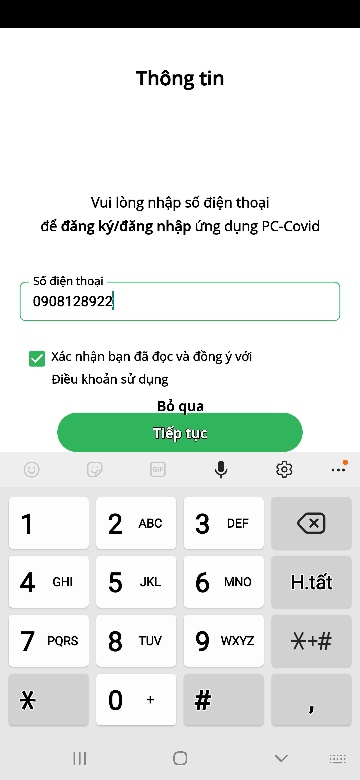 Thông tin
Vui lòng nhập số điện thoại
để đăng ký/đăng nhập ứng dụng PC-Covid
Số điện thoại
0908128922
Xác nhận bạn đã đọc và đồng ý với
Điều khoản sử dụng
Bỏ qua
Tiếp tục
GIF
1 2 ABC 3 DEF
4 GHI 5 JKL 6 MNO H.tất
7 PQRS 8 TUV 9 WXYZ *+#
* 0 + # ,